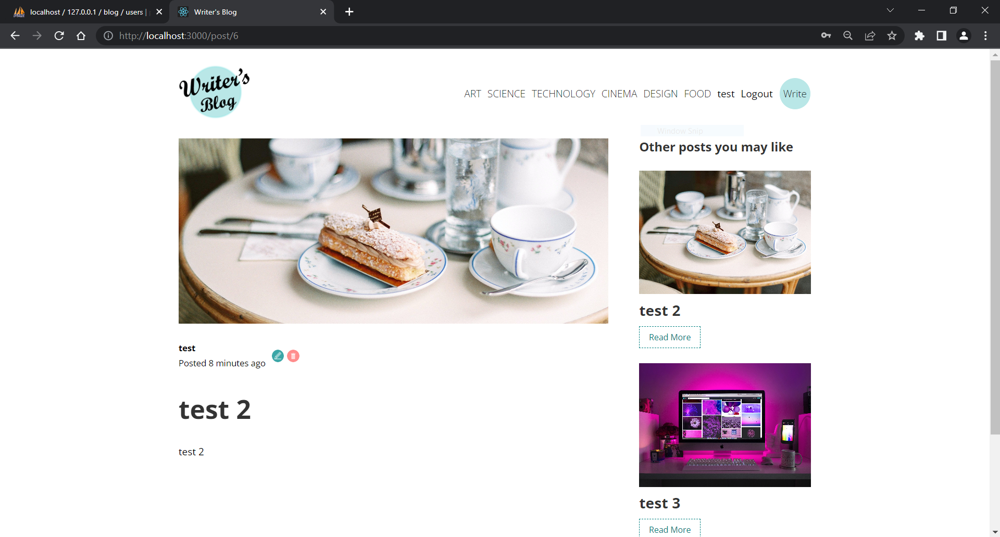 localhost / 127.0.0.1 / blog / users |
Writer's Blog
http://localhost:3000/post/6
Writer's
Blog
ART SCIENCE TECHNOLOGY CINEMA DESIGN FOOD test Logout Write
Window Snip
Other posts you may like
test 2
Read More
test
Posted 8 minutes ago
test 2
test 2
test 3
Read More